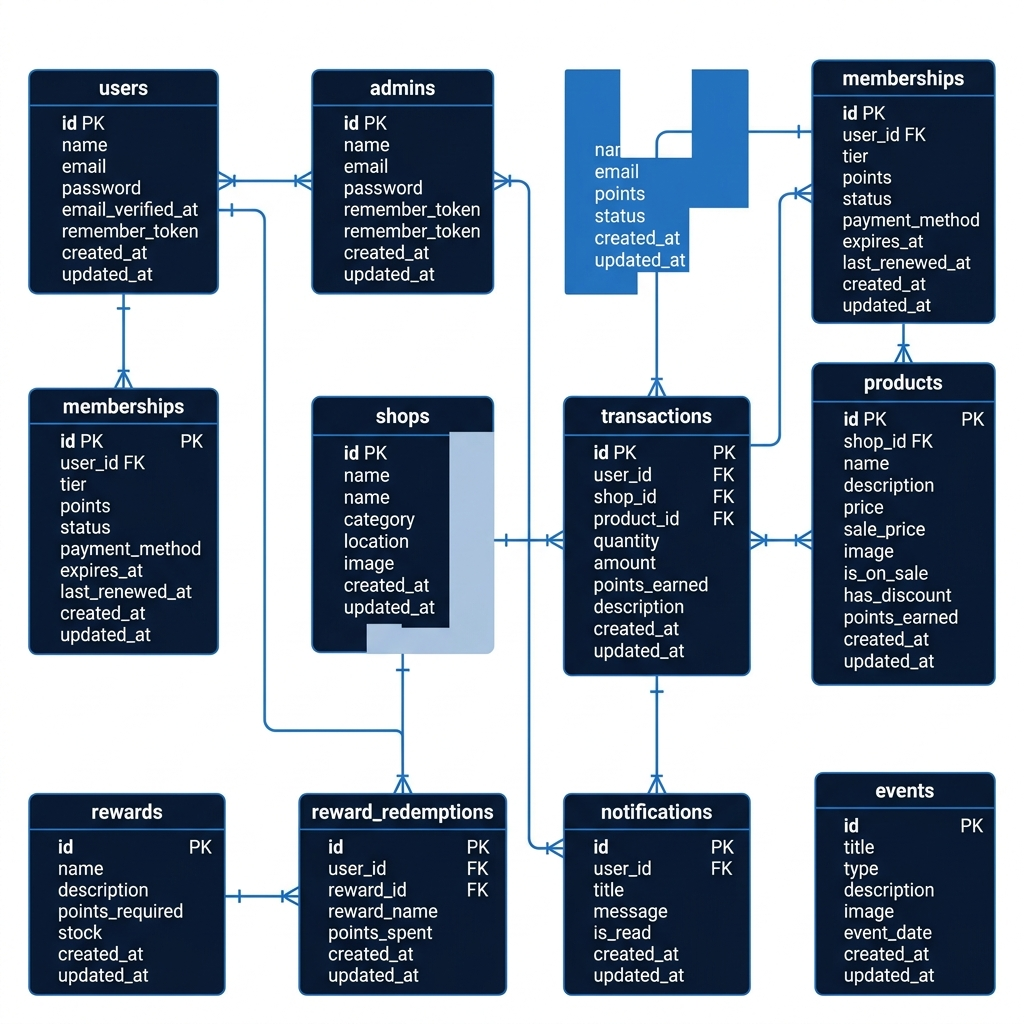 users
id PK
name
email
password
email_verified_at
remember_token
created_at
updated_at
admins
id PK
name
email
password
remember_token
remember_token
created_at
updated_at
email
points
status
created_at
updated_at
memberships
id PK
user_id FK
tier
points
status
payment_method
expires_at
last_renewed_at
created_at
updated_at
memberships
id PK PK
user_id FK
tier
points
status
payment_method
expires_at
last_renewed_at
created_at
updated_at
shops
id PK
name
name
category
location
image
created_at
updated_at
transactions
id PK PK
user_id FK
shop_id FK
product_id FK
quantity
amount
points_earned
description
created_at
updated_at
products
id PK PK
shop_id FK
name
description
price
sale_price
image
is_on_sale
has_discount
points_earned
created_at
updated_at
rewards
id PK
name
description
points_required
stock
created_at
updated_at
reward_redemptions
id PK
user_id FK
reward_id FK
reward_name
points_spent
created_at
updated_at
notifications
id PK
user_id FK
title
message
is_read
created_at
updated_at
events
id PK
title
type
description
image
event_date
created_at
updated_at